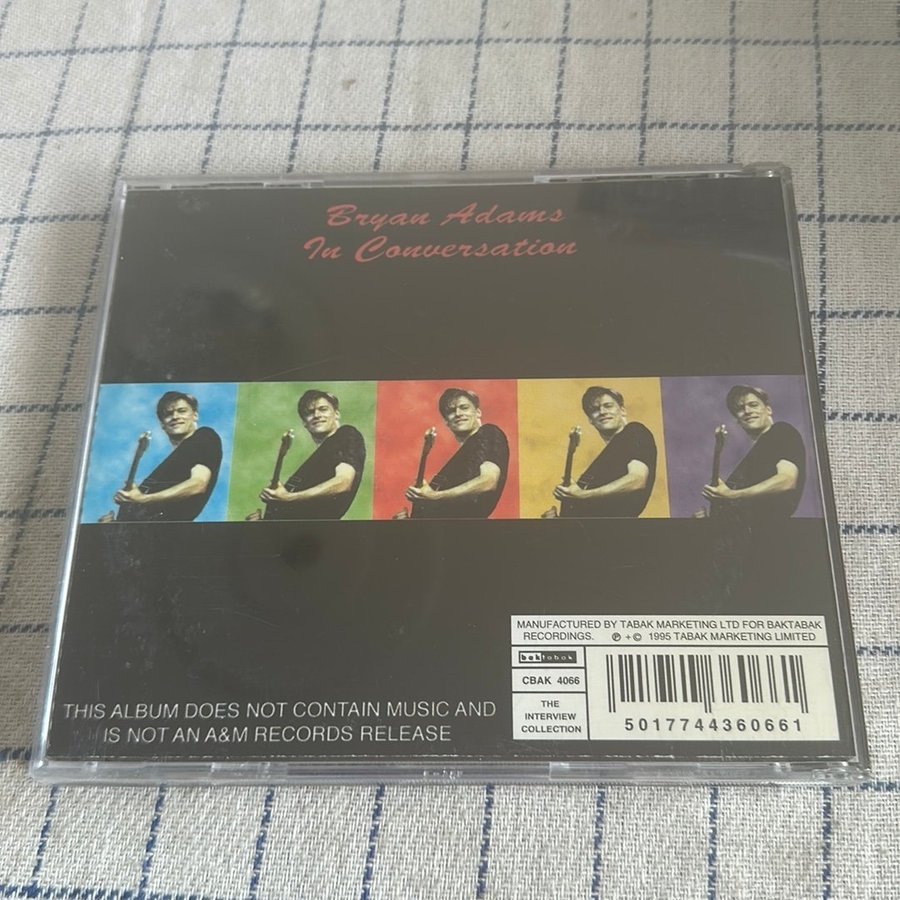 Bryan Adams
In Conversation
MANUFACTURED BY TABAK MARKETING LTD FOR BAKTABAK
RECORDINGS. ℗ + © 1995 TABAK MARKETING LIMITED
baktabak
CBAK 4066
THE
INTERVIEW
COLLECTION
5017744360661
THIS ALBUM DOES NOT CONTAIN MUSIC AND
IS NOT AN A&M RECORDS RELEASE